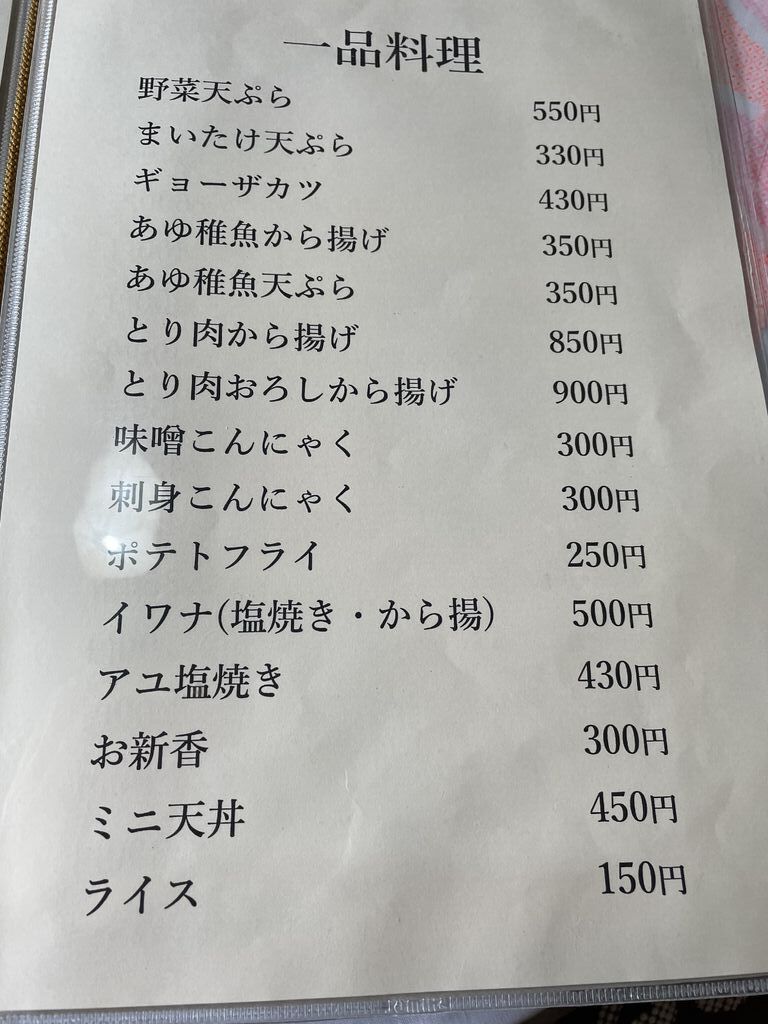 一品料理
野菜天ぷら 550円
まいたけ天ぷら 330円
ギョーザカツ 430円
あゆ稚魚から揚げ 350円
あゆ稚魚天ぷら 350円
とり肉から揚げ 850円
とり肉おろしから揚げ 900円
味噌こんにゃく 300円
刺身こんにゃく 300円
ポテトフライ 250円
イワナ(塩焼き・から揚) 500円
アユ塩焼き 430円
お新香 300円
ミニ天丼 450円
ライス 150円